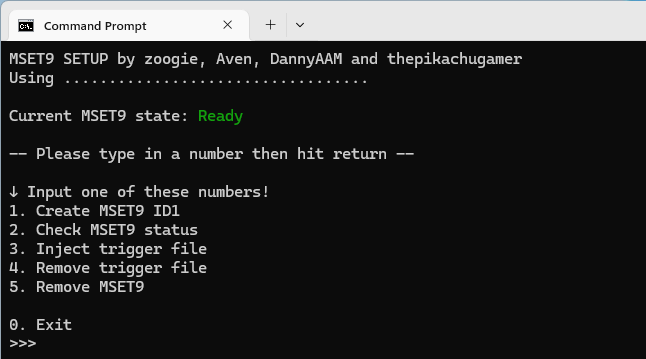 Command Prompt
MSET9 SETUP by zoogie, Aven, DannyAAM and thepikachugamer
Using ..................................
Current MSET9 state: Ready
-- Please type in a number then hit return --
↓ Input one of these numbers!
1. Create MSET9 ID1
2. Check MSET9 status
3. Inject trigger file
4. Remove trigger file
5. Remove MSET9
0. Exit
>>>